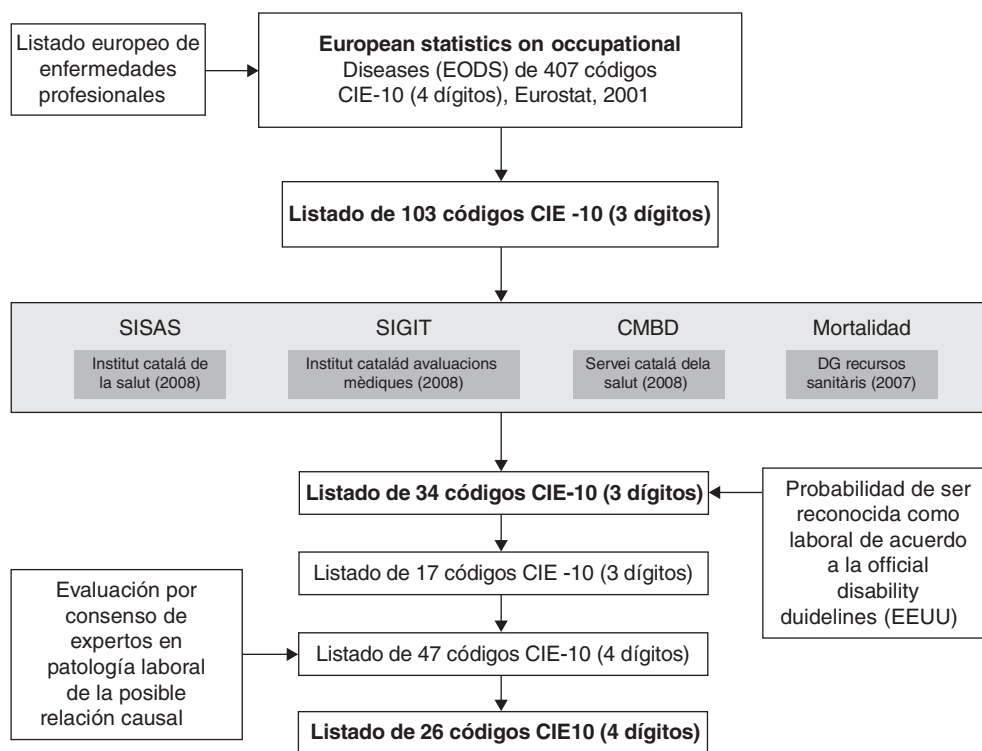 Listado europeo de
enfermedades
profesionales
European statistics on occupational
Diseases (EODS) de 407 códigos
CIE-10 (4 dígitos), Eurostat, 2001
Listado de 103 códigos CIE -10 (3 dígitos)
SISAS
Institut catalá de
la salut (2008)
SIGIT
Institut catalád avaluacions
mèdiques (2008)
CMBD
Servei catalá dela
salut (2008)
Mortalidad
DG recursos
sanitàris (2007)
Listado de 34 códigos CIE-10 (3 dígitos)
Probabilidad de ser
reconocida como
laboral de acuerdo
a la official
disability
duidelines (EEUU)
Listado de 17 códigos CIE -10 (3 dígitos)
Evaluación por
consenso de
expertos en
patología laboral
de la posible
relación causal
Listado de 47 códigos CIE-10 (4 dígitos)
Listado de 26 códigos CIE10 (4 dígitos)